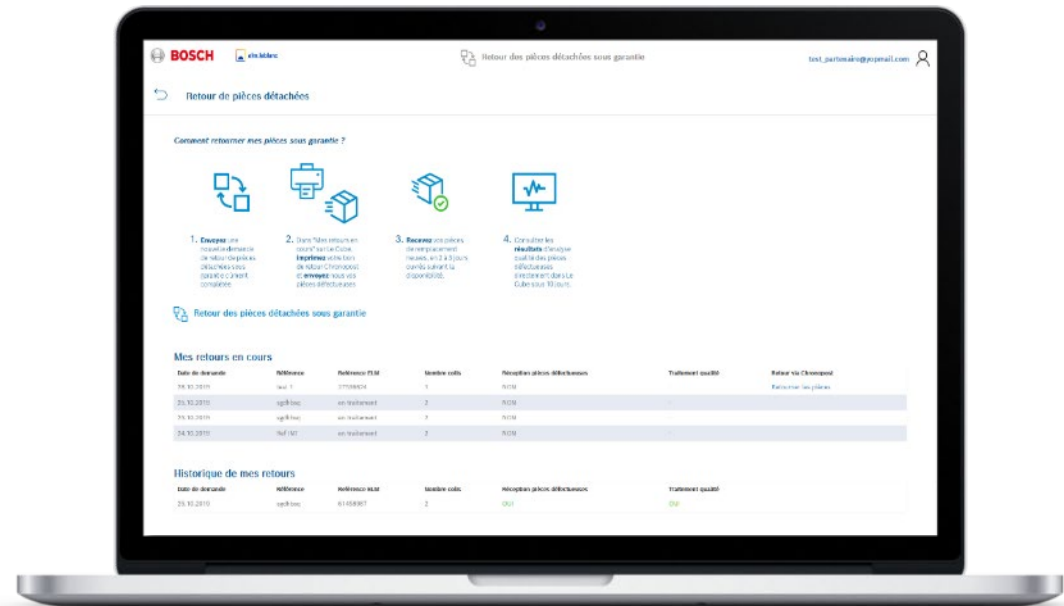 BOSCH
elm.leblanc
Retour des pièces détachées sous garantie
test_partenaire@yopmail.com
Retour de pièces détachées
Comment retourner mes pièces sous garantie ?
1. Envoyez une
nouvelle demande
de retour de pièces
détachées sous
garantie dûment
complétée.
2. Dans "Mes retours en
cours" sur Le Cube,
imprimez votre bon
de retour Chronopost
et envoyez nous vos
pièces défectueuses
3. Recevez vos pièces
de remplacement
neuves, en 2 à 3 jours
ouvrés suivant la
disponibilité.
4. Consulter les
résultats d'analyse
qualité des pièces
défectueuses
directement dans Le
Cube sous 10 jours.
Retour des pièces détachées sous garantie
Mes retours en cours
Date de demande Référence Référence ELM Nombre colis Réception pièces défectueuses Traitement qualité Retour via Chronopost
test 1 1 NON Retourner les pièces
25.10.2019 en traitement 2 NON -
en traitement 2 NON -
24.10.2019 en traitement 2 NON -
Historique de mes retours
Date de demande Référence Référence ELM Nombre colis Réception pièces défectueuses Traitement qualité
25.10.2019 2 OUI OUI